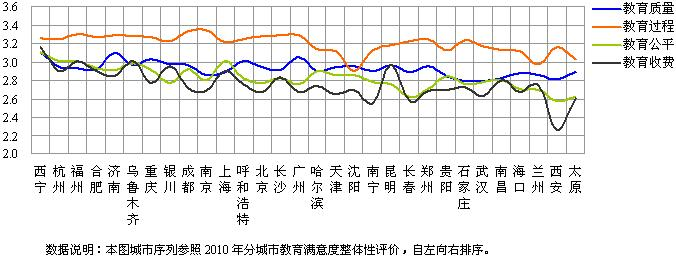 3.6
3.4
3.2
3.0
2.8
2.6
2.4
2.2
2.0
教育质量
教育过程
教育公平
教育收费
西宁
杭州
福州
合肥
济南
乌鲁木齐
重庆
银川
成都
南京
上海
呼和浩特
北京
长沙
广州
哈尔滨
天津
沈阳
南宁
昆明
长春
郑州
贵阳
石家庄
武汉
南昌
海口
兰州
西安
太原
数据说明：本图城市序列参照 2010 年分城市教育满意度整体性评价，自左向右排序。